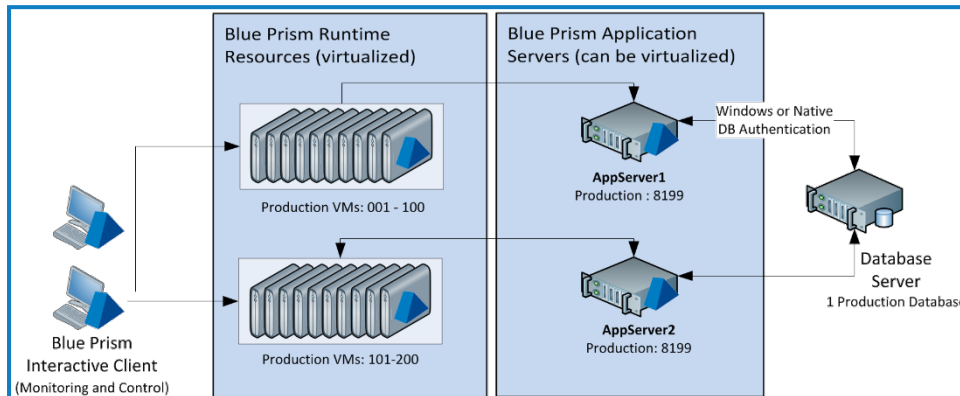 Blue Prism Runtime
Resources (virtualized)
Blue Prism Application
Servers (can be virtualized)
Windows or Native
DB Authentication
AppServer1
Production : 8199
Production VMs: 001 - 100
Database
Server
1 Production Database
AppServer2
Production: 8199
Blue Prism
Interactive Client
(Monitoring and Control)
Production VMs: 101-200